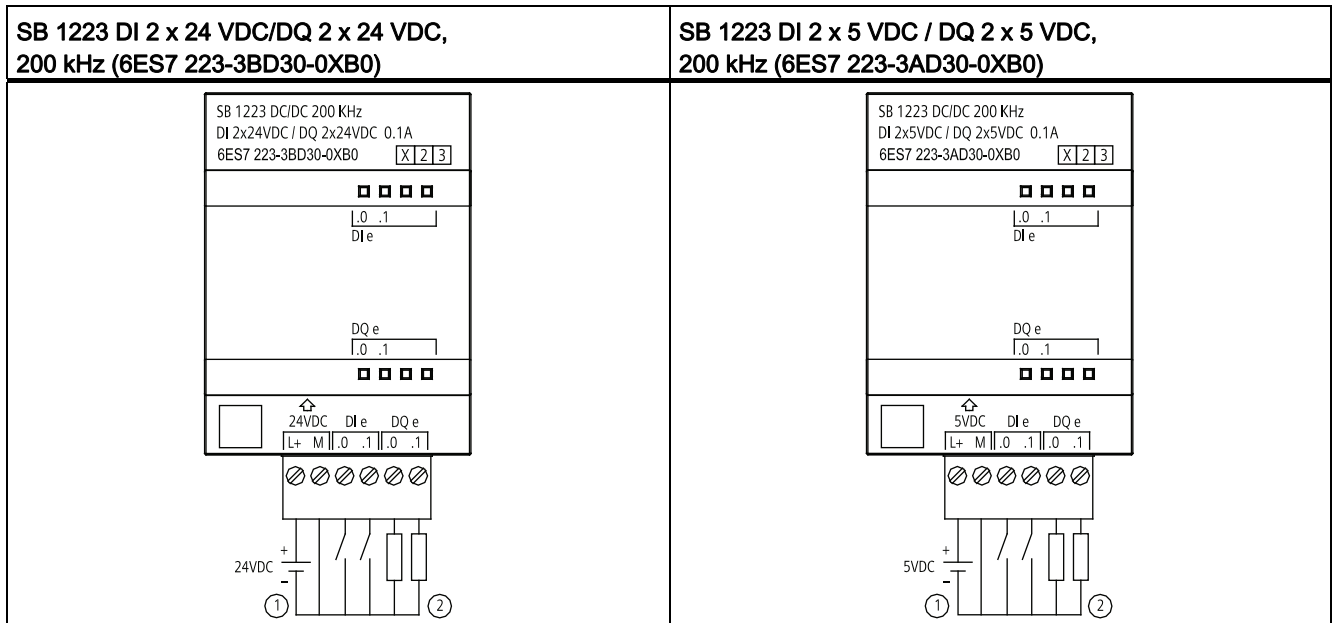 SB 1223 DI 2 x 24 VDC/DQ 2 x 24 VDC,
200 kHz (6ES7 223-3BD30-0XB0)
SB 1223 DI 2 x 5 VDC / DQ 2 x 5 VDC,
200 kHz (6ES7 223-3AD30-0XB0)
SB 1223 DC/DC 200 KHz
DI 2x24VDC / DQ 2x24VDC 0.1A
6ES7 223-3BD30-0XB0 X 2 3
.0 .1
DI e
DQ e
.0 .1
24VDC DI e DQ e
L+ M .0 .1 .0 .1
24VDC + −
1 2
SB 1223 DC/DC 200 KHz
DI 2x5VDC / DQ 2x5VDC 0.1A
6ES7 223-3AD30-0XB0 X 2 3
.0 .1
DI e
DQ e
.0 .1
5VDC DI e DQ e
L+ M .0 .1 .0 .1
5VDC + −
1 2